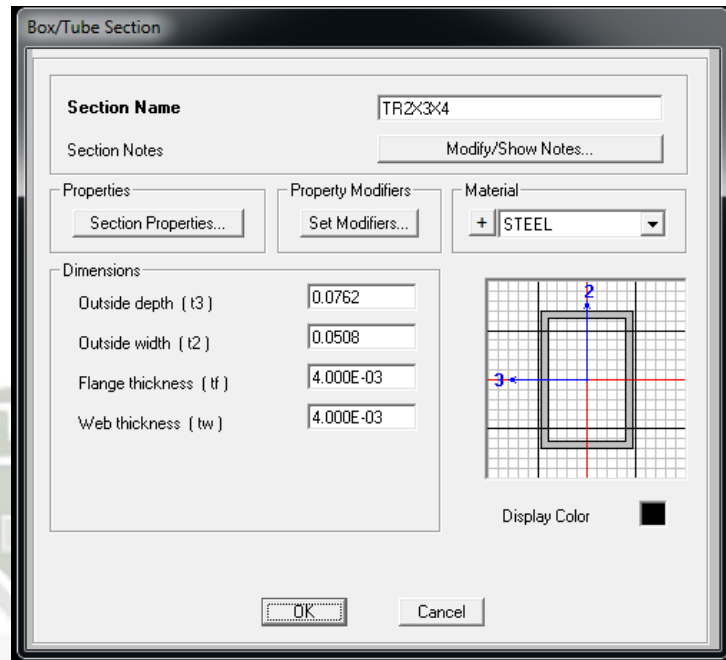 Box/Tube Section
Section Name TR2X3X4
Section Notes Modify/Show Notes...
Properties Property Modifiers Material
Section Properties... Set Modifiers... + STEEL
Dimensions
Outside depth ( t3 ) 0.0762
Outside width ( t2 ) 0.0508
Flange thickness ( tf ) 4.000E-03
Web thickness ( tw ) 4.000E-03
2
3
Display Color
OK Cancel